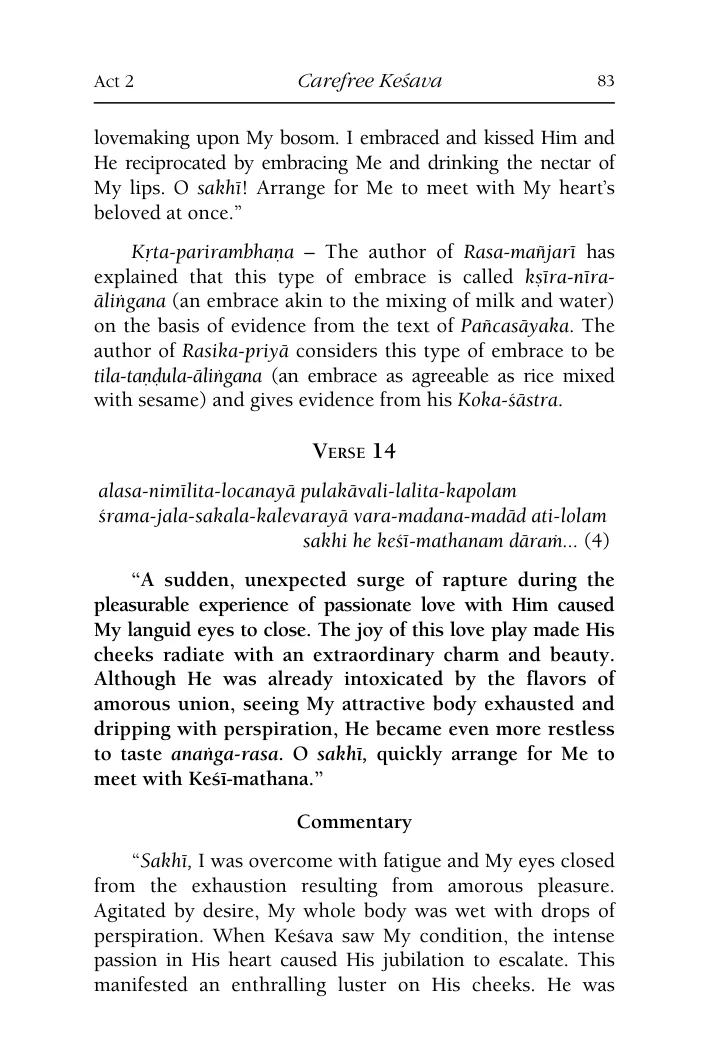 Act 2 Carefree Keśava 83
lovemaking upon My bosom. I embraced and kissed Him and
He reciprocated by embracing Me and drinking the nectar of
My lips. O sakhī! Arrange for Me to meet with My heart’s
beloved at once.”
Kṛta-parirambhaṇa – The author of Rasa-mañjarī has
explained that this type of embrace is called kṣīra-nīra-
āliṅgana (an embrace akin to the mixing of milk and water)
on the basis of evidence from the text of Pañcasāyaka. The
author of Rasika-priyā considers this type of embrace to be
tila-taṇḍula-āliṅgana (an embrace as agreeable as rice mixed
with sesame) and gives evidence from his Koka-śāstra.
Verse 14
alasa-nimīlita-locanayā pulakāvali-lalita-kapolam
śrama-jala-sakala-kalevarayā vara-madana-madād ati-lolam
sakhi he keśī-mathanam dāraṁ... (4)
“A sudden, unexpected surge of rapture during the
pleasurable experience of passionate love with Him caused
My languid eyes to close. The joy of this love play made His
cheeks radiate with an extraordinary charm and beauty.
Although He was already intoxicated by the flavors of
amorous union, seeing My attractive body exhausted and
dripping with perspiration, He became even more restless
to taste anaṅga-rasa. O sakhī, quickly arrange for Me to
meet with Keśī-mathana.”
Commentary
“Sakhī, I was overcome with fatigue and My eyes closed
from the exhaustion resulting from amorous pleasure.
Agitated by desire, My whole body was wet with drops of
perspiration. When Keśava saw My condition, the intense
passion in His heart caused His jubilation to escalate. This
manifested an enthralling luster on His cheeks. He was